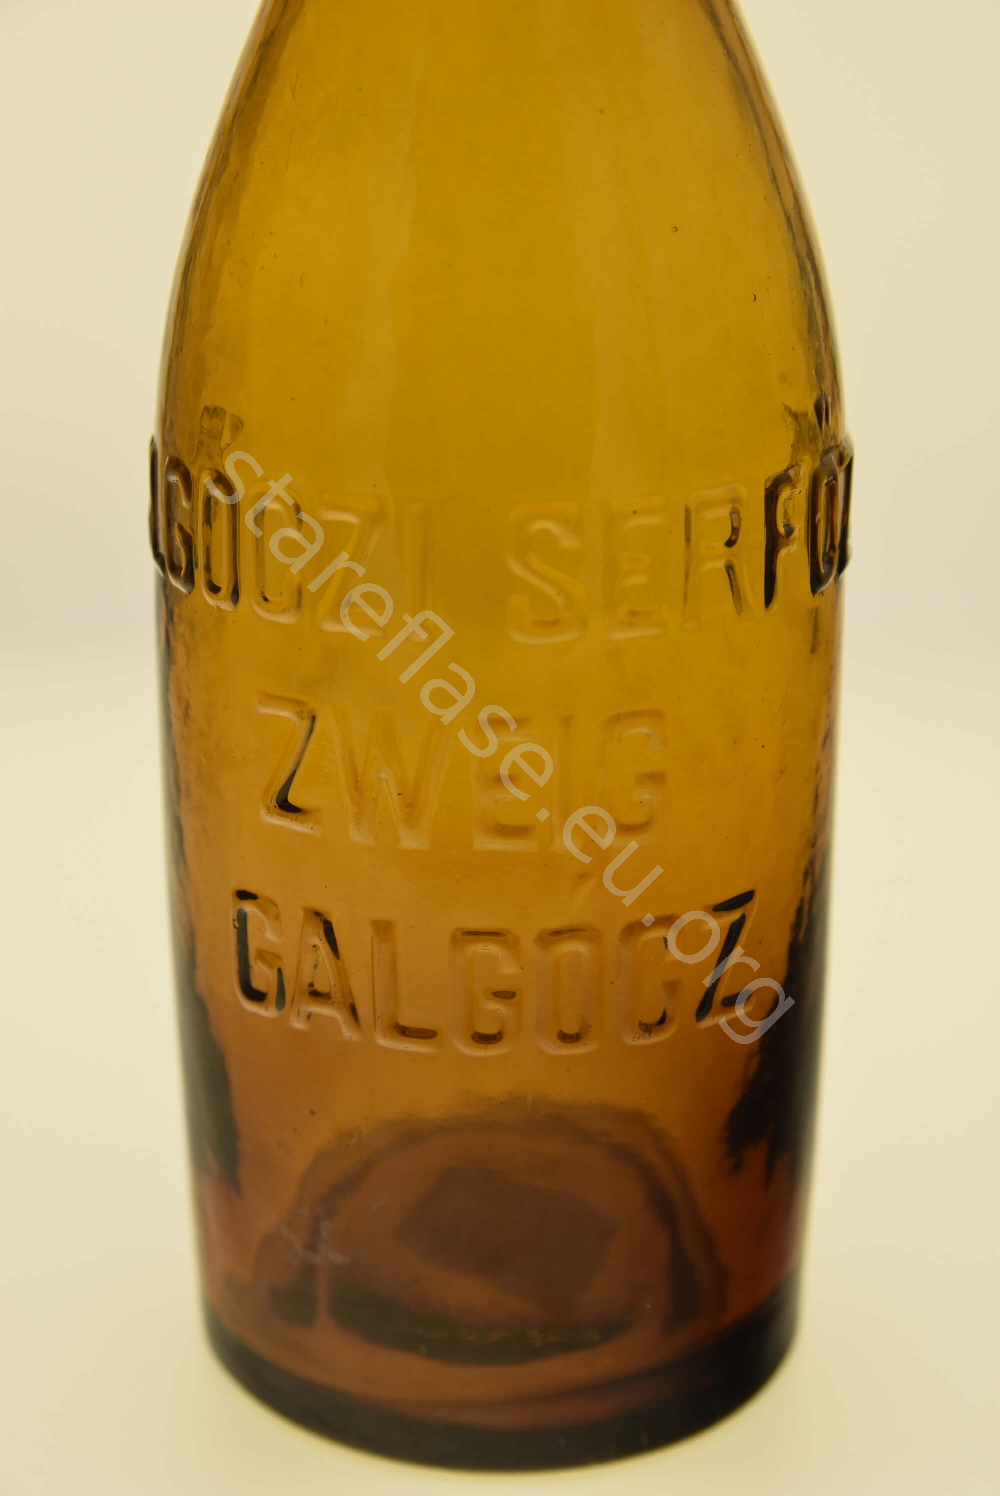 LGÓCZI SERFŐZ
ZWEIG
GALGÓCZ
stareflase.eu.org